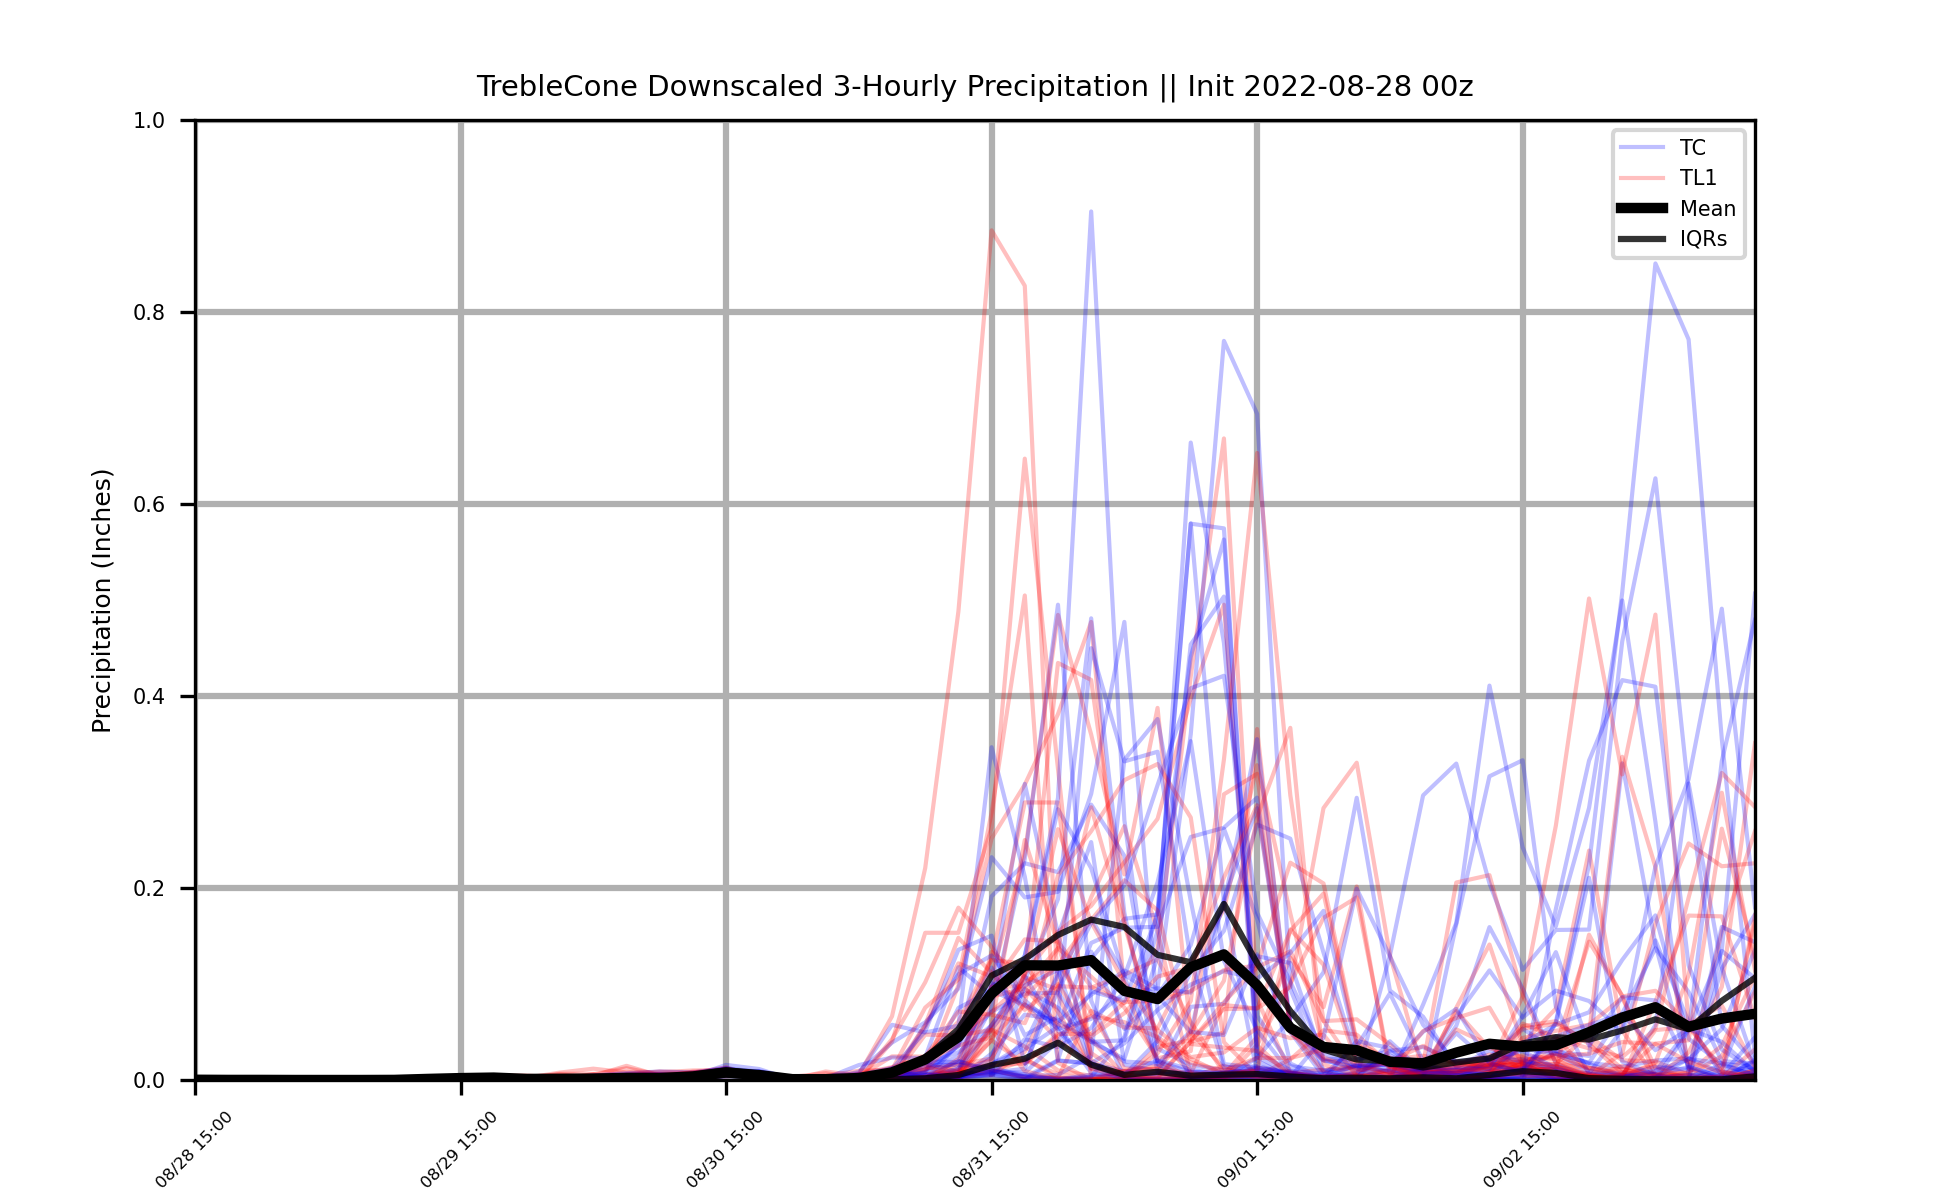 TrebleCone Downscaled 3-Hourly Precipitation || Init 2022-08-28 00z
Precipitation (Inches)
1.0
0.8
0.6
0.4
0.2
0.0
TC
TL1
Mean
IQRs
08/28 15:00
08/29 15:00
08/30 15:00
08/31 15:00
09/01 15:00
09/02 15:00